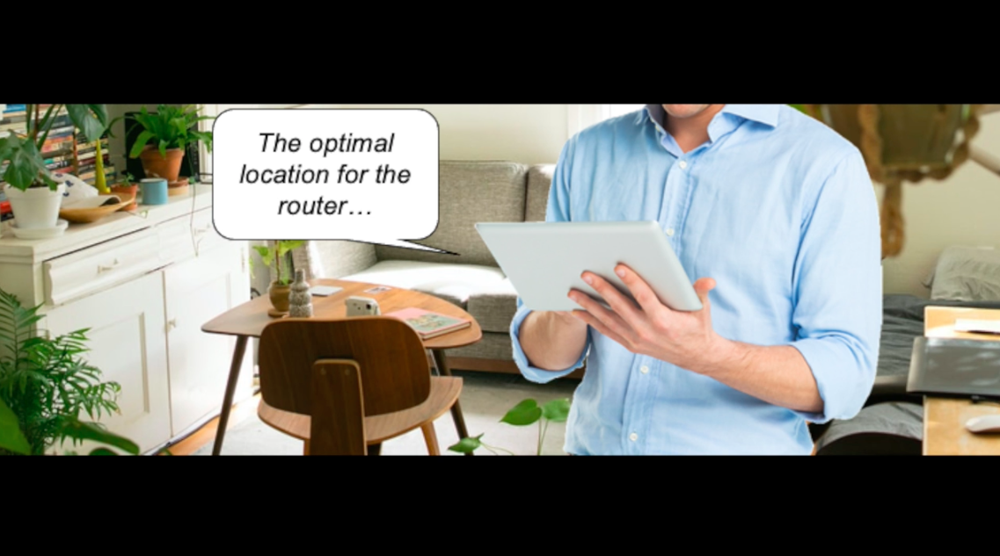 The optimal
location for the
router…